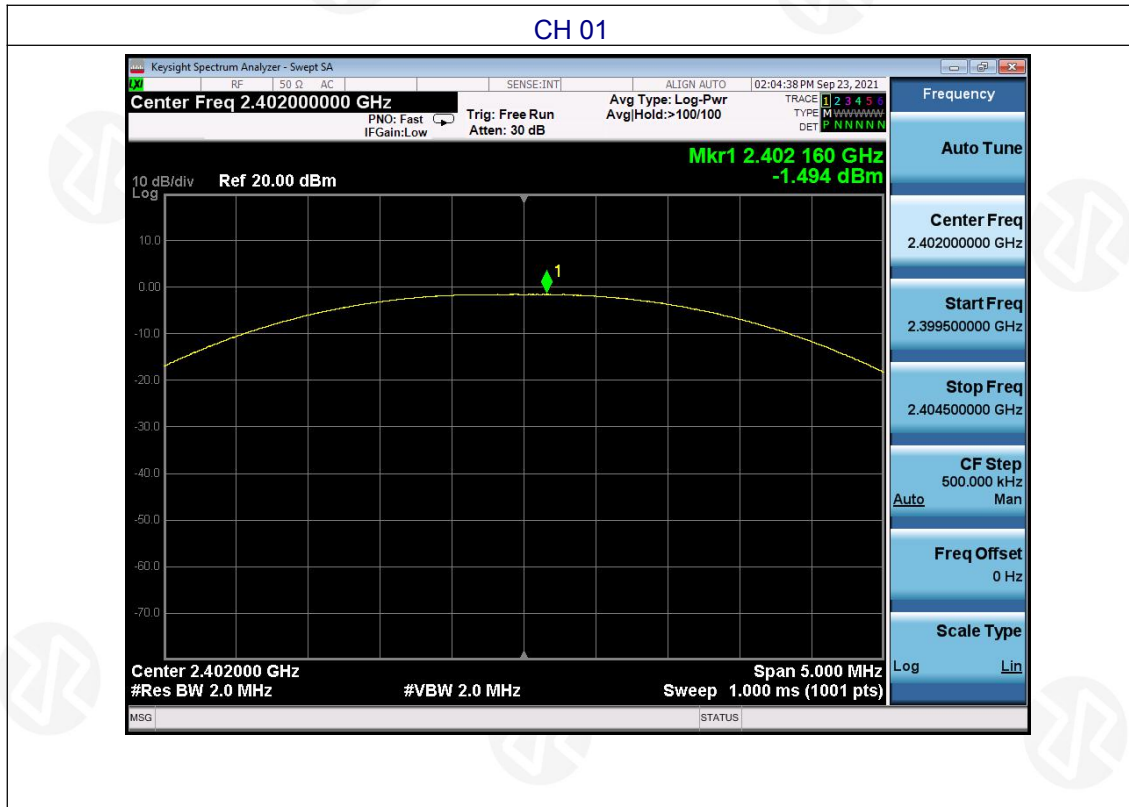 CH 01
Keysight Spectrum Analyzer - Swept SA
LXI RF 50 Ω AC SENSE:INT ALIGN AUTO 02:04:38 PM Sep 23, 2021
Center Freq 2.402000000 GHz
PNO: Fast
IFGain:Low
Trig: Free Run
Atten: 30 dB
Avg Type: Log-Pwr
Avg|Hold:>100/100
TRACE 1 2 3 4 5 6
TYPE M WWWWW
DET P N N N N N
Mkr1 2.402 160 GHz
-1.494 dBm
10 dB/div Ref 20.00 dBm
Log
10.0
0.00
-10.0
-20.0
-30.0
-40.0
-50.0
-60.0
-70.0
1
Center 2.402000 GHz Span 5.000 MHz
#Res BW 2.0 MHz #VBW 2.0 MHz Sweep 1.000 ms (1001 pts)
MSG STATUS
Frequency
Auto Tune
Center Freq
2.402000000 GHz
Start Freq
2.399500000 GHz
Stop Freq
2.404500000 GHz
CF Step
500.000 kHz
Auto Man
Freq Offset
0 Hz
Scale Type
Log Lin